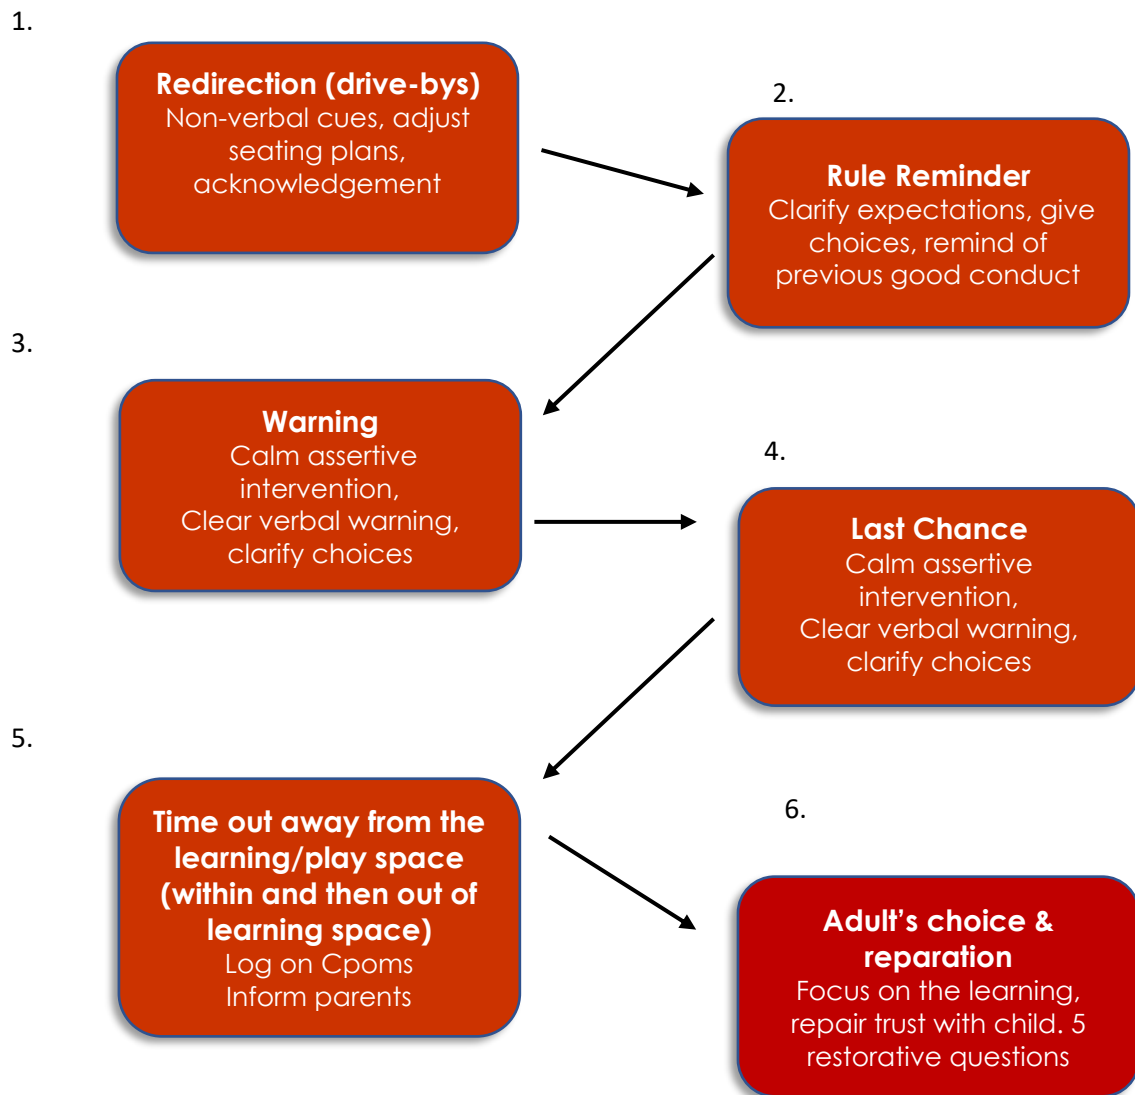 1.
Redirection (drive-bys)
Non-verbal cues, adjust
seating plans,
acknowledgement
2.
Rule Reminder
Clarify expectations, give
choices, remind of
previous good conduct
3.
Warning
Calm assertive
intervention,
Clear verbal warning,
clarify choices
4.
Last Chance
Calm assertive
intervention,
Clear verbal warning,
clarify choices
5.
Time out away from the
learning/play space
(within and then out of
learning space)
Log on Cpoms
Inform parents
6.
Adult’s choice &
reparation
Focus on the learning,
repair trust with child. 5
restorative questions